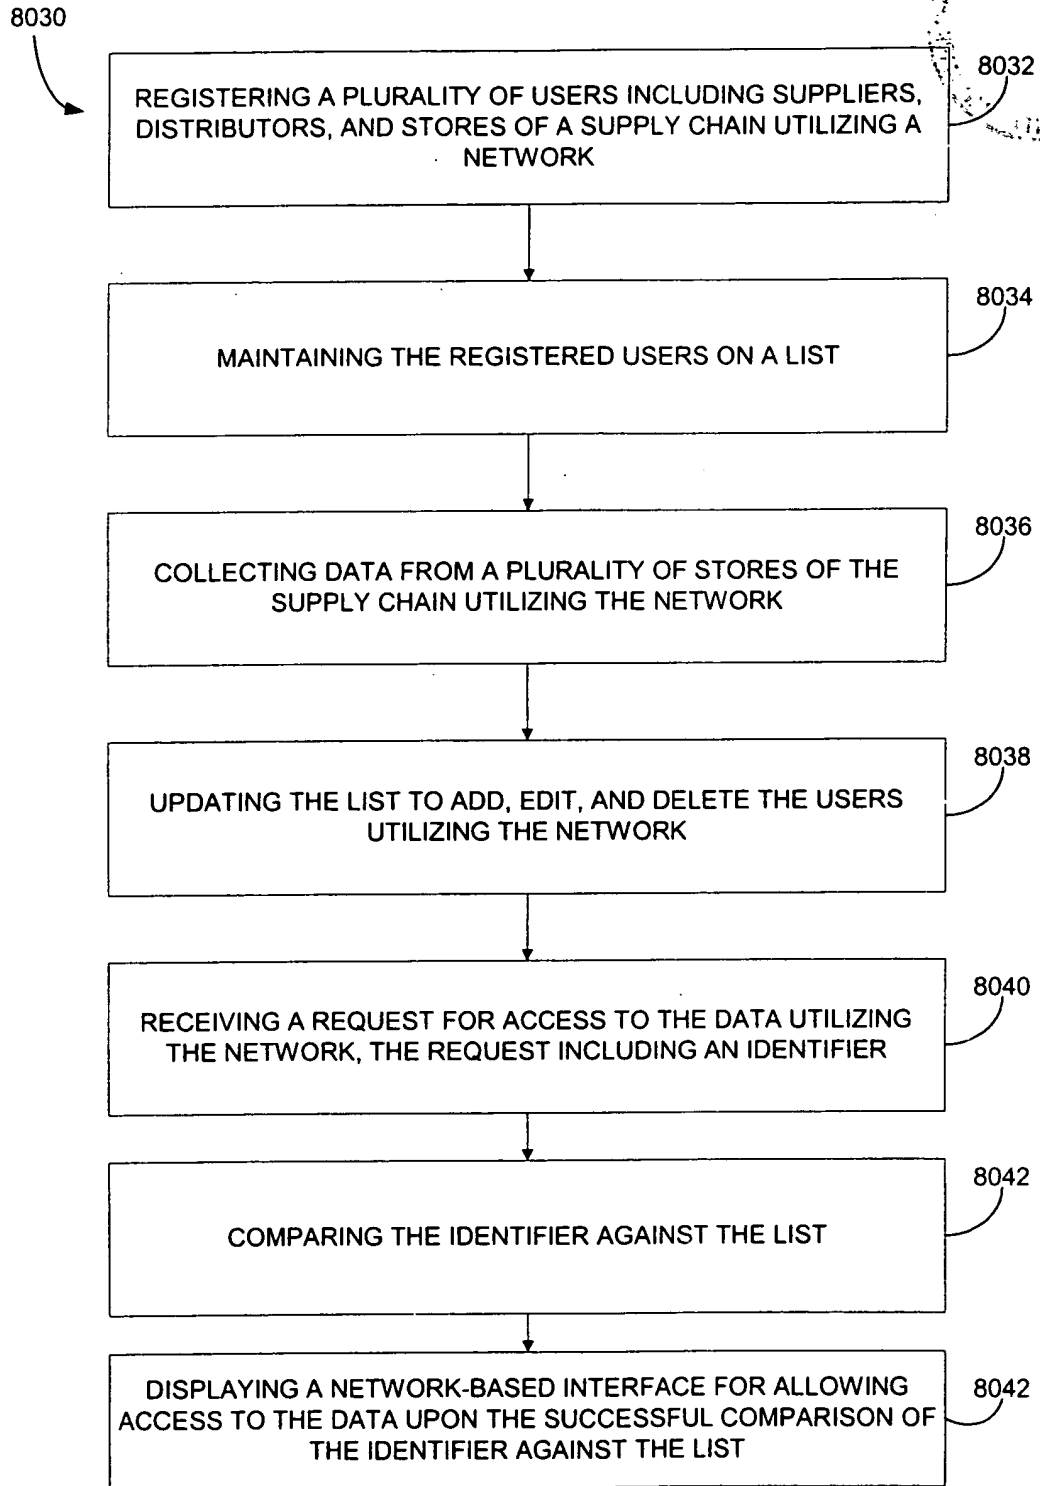 8030
8032
REGISTERING A PLURALITY OF USERS INCLUDING SUPPLIERS,
DISTRIBUTORS, AND STORES OF A SUPPLY CHAIN UTILIZING A
NETWORK
8034
MAINTAINING THE REGISTERED USERS ON A LIST
8036
COLLECTING DATA FROM A PLURALITY OF STORES OF THE
SUPPLY CHAIN UTILIZING THE NETWORK
8038
UPDATING THE LIST TO ADD, EDIT, AND DELETE THE USERS
UTILIZING THE NETWORK
8040
RECEIVING A REQUEST FOR ACCESS TO THE DATA UTILIZING
THE NETWORK, THE REQUEST INCLUDING AN IDENTIFIER
8042
COMPARING THE IDENTIFIER AGAINST THE LIST
8042
DISPLAYING A NETWORK-BASED INTERFACE FOR ALLOWING
ACCESS TO THE DATA UPON THE SUCCESSFUL COMPARISON OF
THE IDENTIFIER AGAINST THE LIST